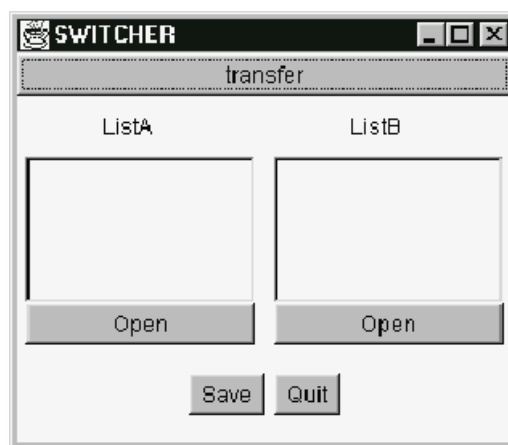 SWITCHER
transfer
ListA ListB
Open Open
Save Quit